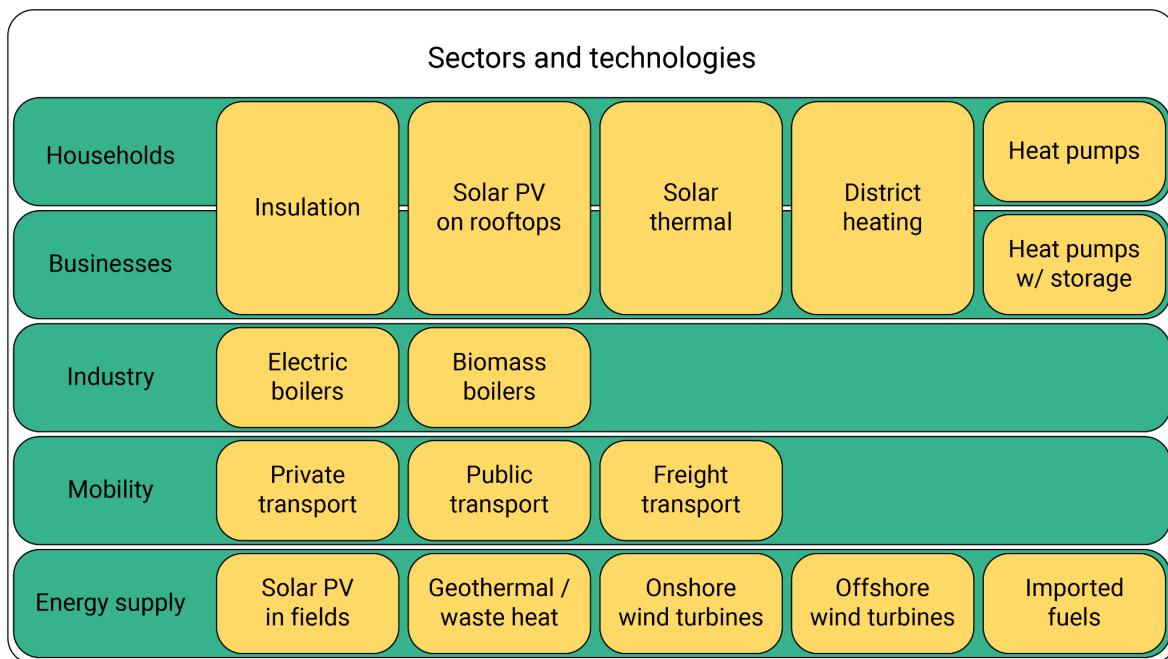 Sectors and technologies
Households
Businesses
Insulation
Solar PV
on rooftops
Solar
thermal
District
heating
Heat pumps
Heat pumps
w/ storage
Industry
Electric
boilers
Biomass
boilers
Mobility
Private
transport
Public
transport
Freight
transport
Energy supply
Solar PV
in fields
Geothermal /
waste heat
Onshore
wind turbines
Offshore
wind turbines
Imported
fuels